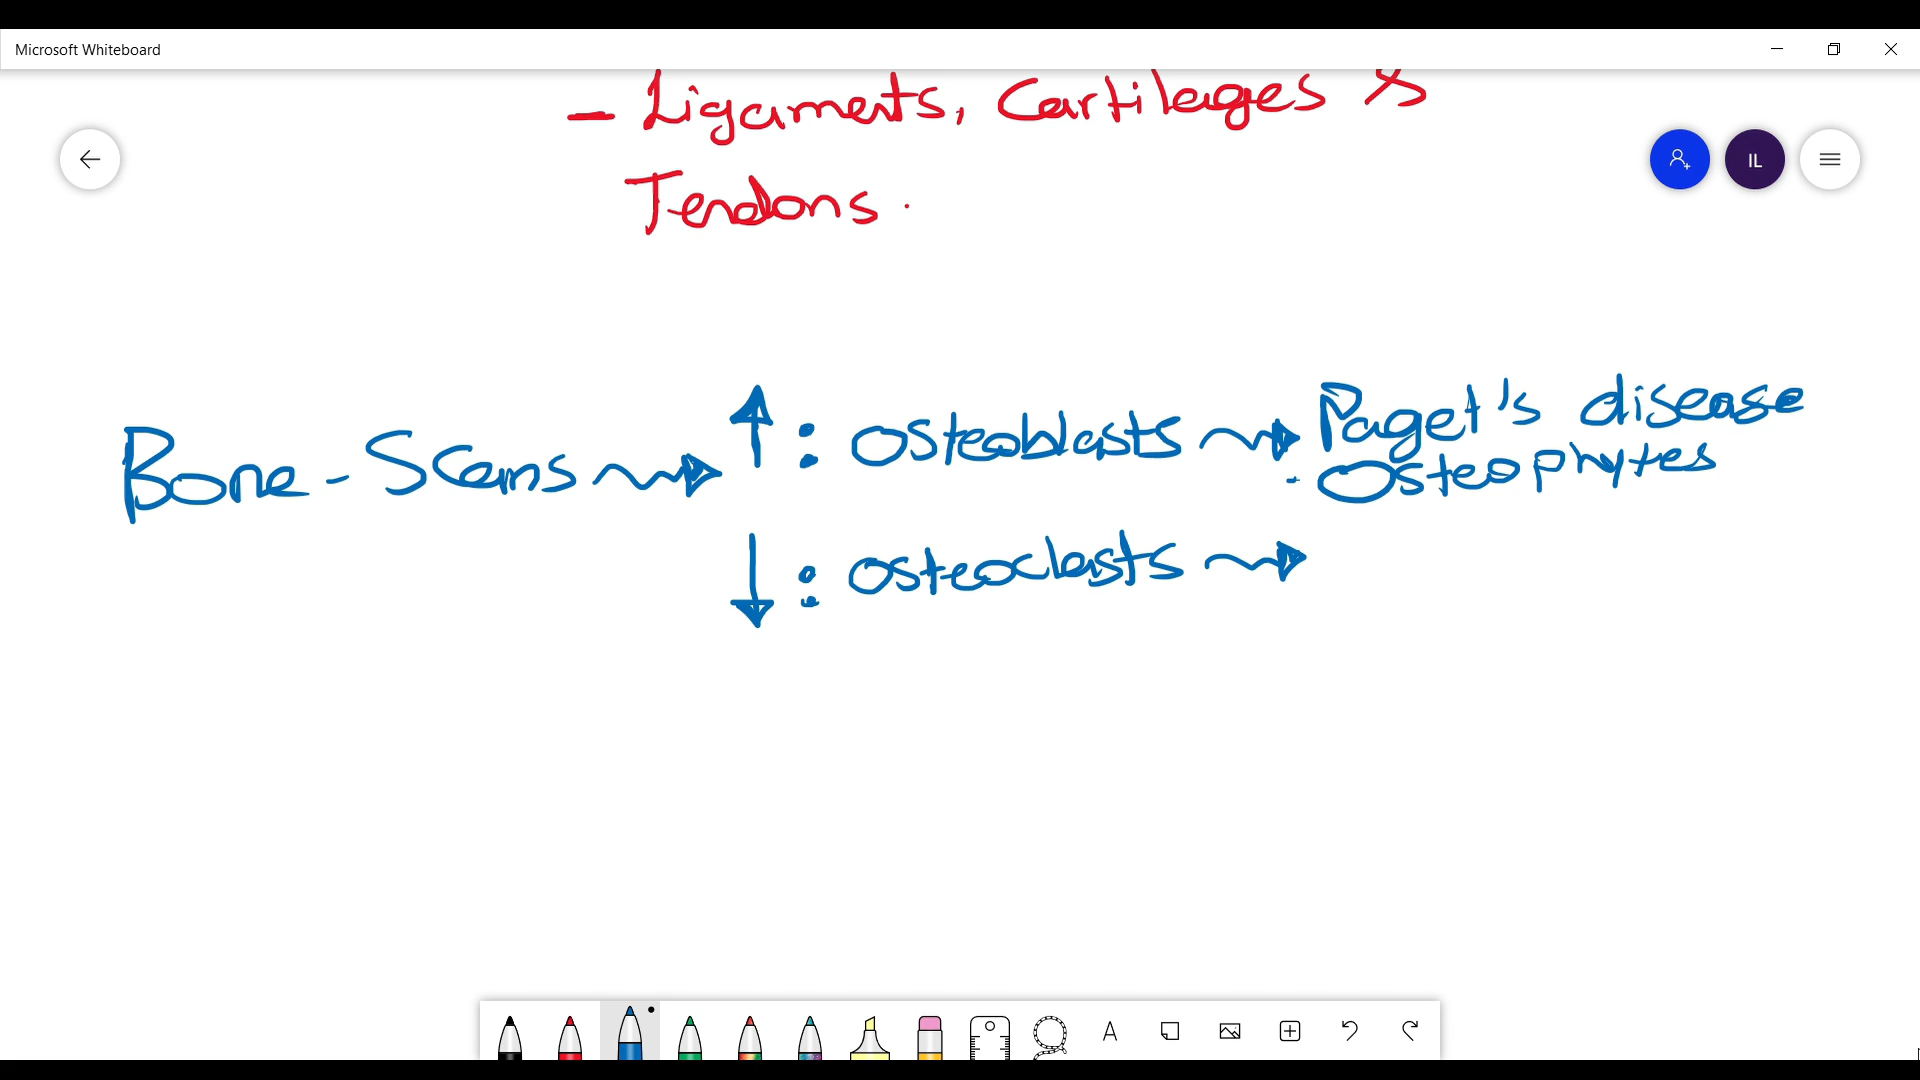 Microsoft Whiteboard
- Ligaments, Cartilages &
Tendons.
IL
Bone-Scans → ↑ : osteoblasts → Paget's disease
· Osteophytes
↓ : osteoclasts →
A